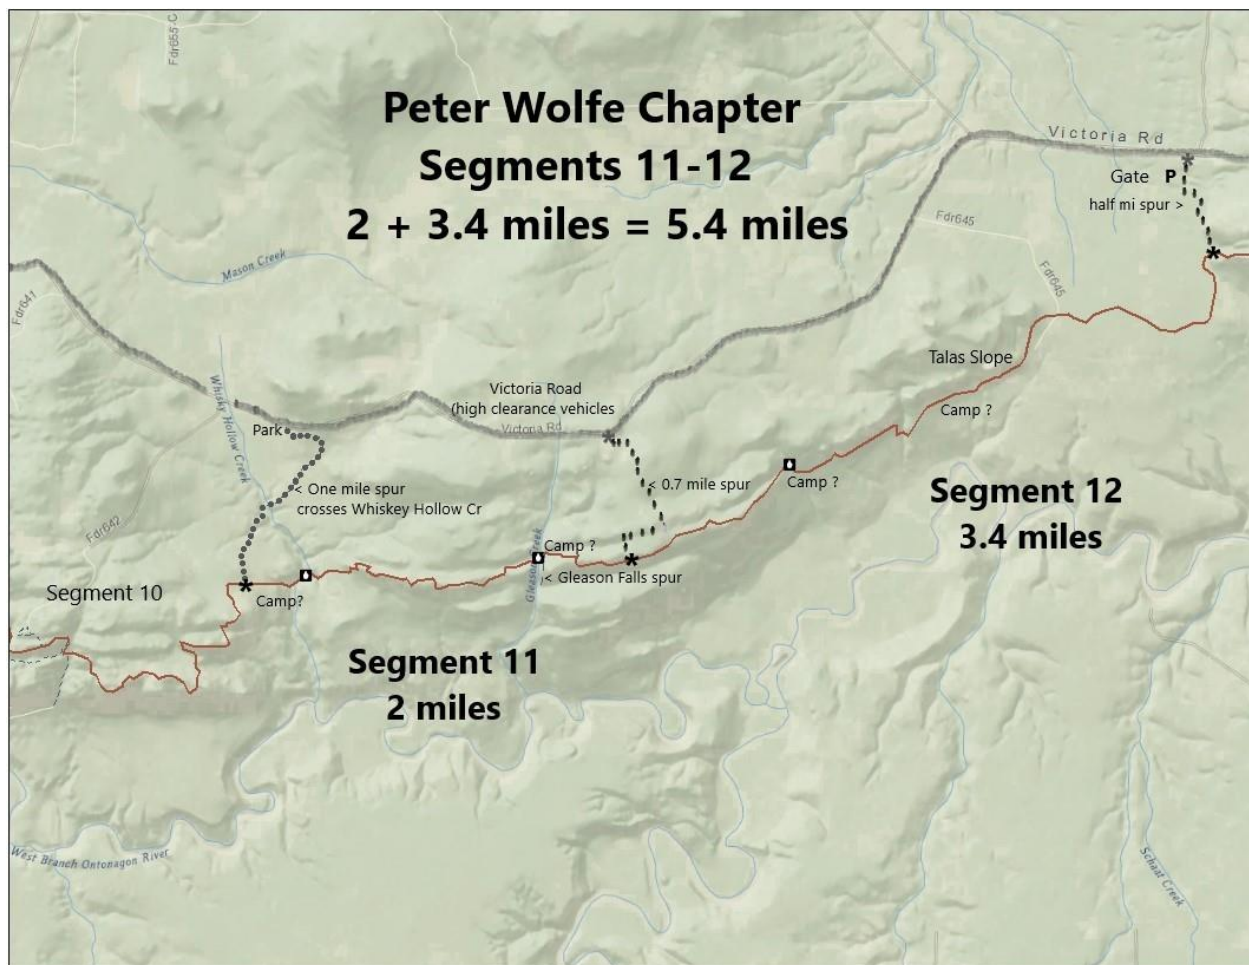 Fdr655-C
Peter Wolfe Chapter
Segments 11-12
2 + 3.4 miles = 5.4 miles
Victoria Rd
Gate P
half mi spur >
Fdr645
Mason Creek
Fdr645
Fdr641
Talas Slope
Whisky Hollow Creek
Victoria Road
(high clearance vehicles
Victoria Rd
Camp ?
Park
< One mile spur
crosses Whiskey Hollow Cr
< 0.7 mile spur
Camp ?
Segment 12
3.4 miles
Fdr642
Camp ?
Gleason Creek
< Gleason Falls spur
Segment 10
Camp?
Segment 11
2 miles
West Branch Ontonagon River
Schaat Creek